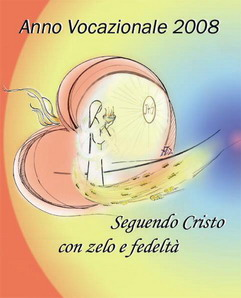 Anno Vocazionale 2008
Seguendo Cristo
con zelo e fedeltà